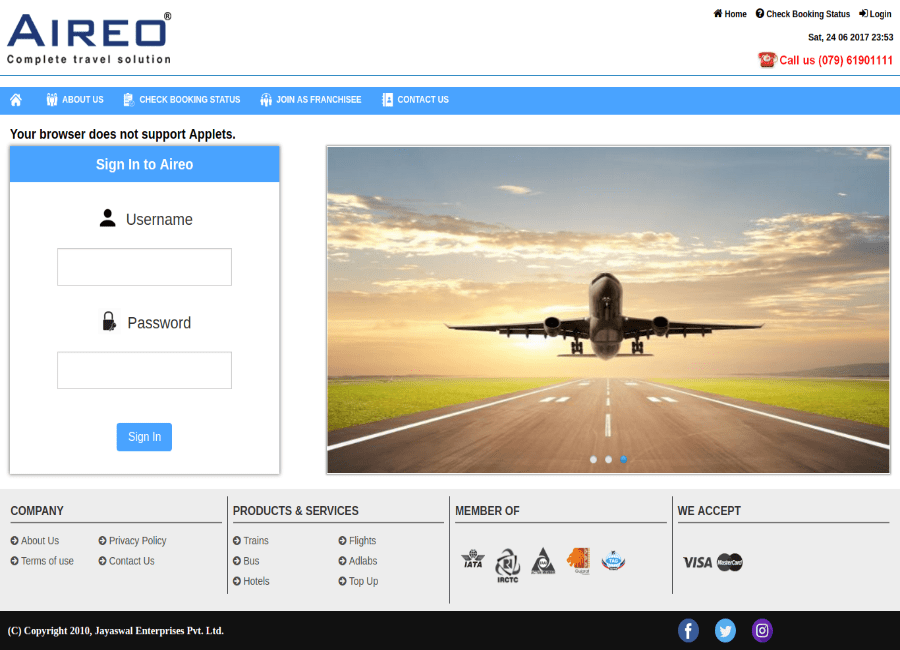 AIREO®
Complete travel solution
Home Check Booking Status Login
Sat, 24 06 2017 23:53
Call us (079) 61901111
ABOUT US CHECK BOOKING STATUS JOIN AS FRANCHISEE CONTACT US
Your browser does not support Applets.
Sign In to Aireo
Username
Password
Sign In
COMPANY
About Us Privacy Policy
Terms of use Contact Us
PRODUCTS & SERVICES
Trains Flights
Bus Adlabs
Hotels Top Up
MEMBER OF
IATA
IRCTC
WE ACCEPT
VISA MasterCard
(C) Copyright 2010, Jayaswal Enterprises Pvt. Ltd.